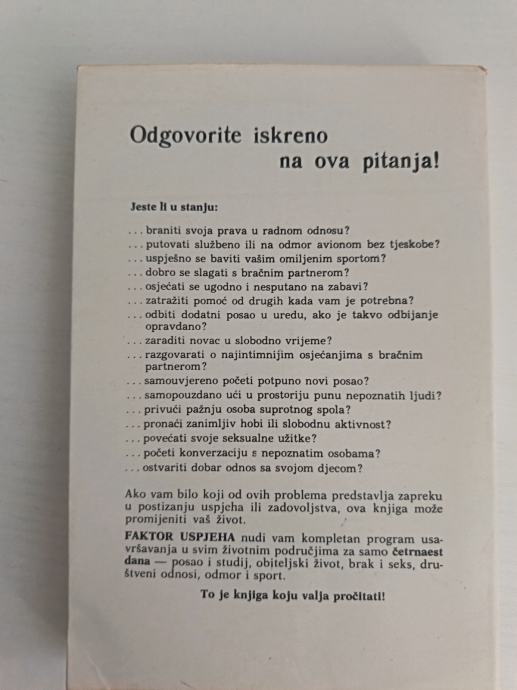 Odgovorite iskreno
na ova pitanja!
Jeste li u stanju:
... braniti svoja prava u radnom odnosu?
... putovati službeno ili na odmor avionom bez tjeskobe?
... uspješno se baviti vašim omiljenim sportom?
... dobro se slagati s bračnim partnerom?
... osjećati se ugodno i nesputano na zabavi?
... zatražiti pomoć od drugih kada vam je potrebna?
... odbiti dodatni posao u uredu, ako je takvo odbijanje
opravdano?
... zaraditi novac u slobodno vrijeme?
... razgovarati o najintimnijim osjećanjima s bračnim
partnerom?
... samouvjereno početi potpuno novi posao?
... samopouzdano ući u prostoriju punu nepoznatih ljudi?
... privući pažnju osoba suprotnog spola?
... pronaći zanimljiv hobi ili slobodnu aktivnost?
... povećati svoje seksualne užitke?
... početi konverzaciju s nepoznatim osobama?
... ostvariti dobar odnos sa svojom djecom?
Ako vam bilo koji od ovih problema predstavlja zapreku
u postizanju uspjeha ili zadovoljstva, ova knjiga može
promijeniti vaš život.
FAKTOR USPJEHA nudi vam kompletan program usa-
vršavanja u svim životnim područjima za samo četrnaest
dana — posao i studij, obiteljski život, brak i seks, dru-
štveni odnosi, odmor i sport.
To je knjiga koju valja pročitati!